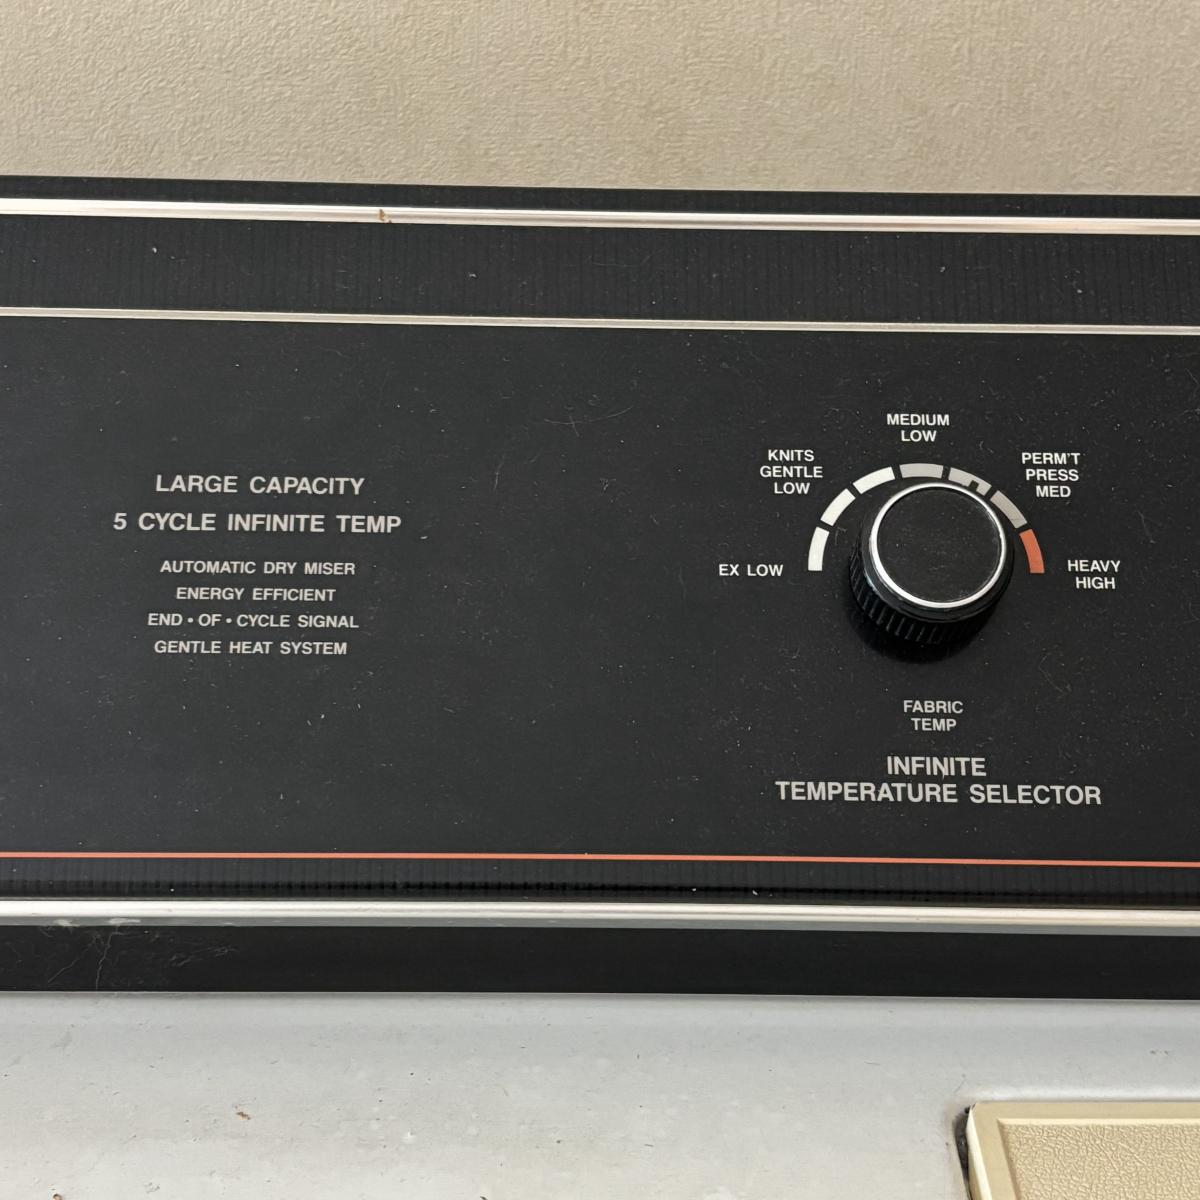 LARGE CAPACITY
5 CYCLE INFINITE TEMP
AUTOMATIC DRY MISER
ENERGY EFFICIENT
END • OF • CYCLE SIGNAL
GENTLE HEAT SYSTEM
EX LOW
KNITS
GENTLE
LOW
MEDIUM
LOW
PERM'T
PRESS
MED
HEAVY
HIGH
FABRIC
TEMP
INFINITE
TEMPERATURE SELECTOR